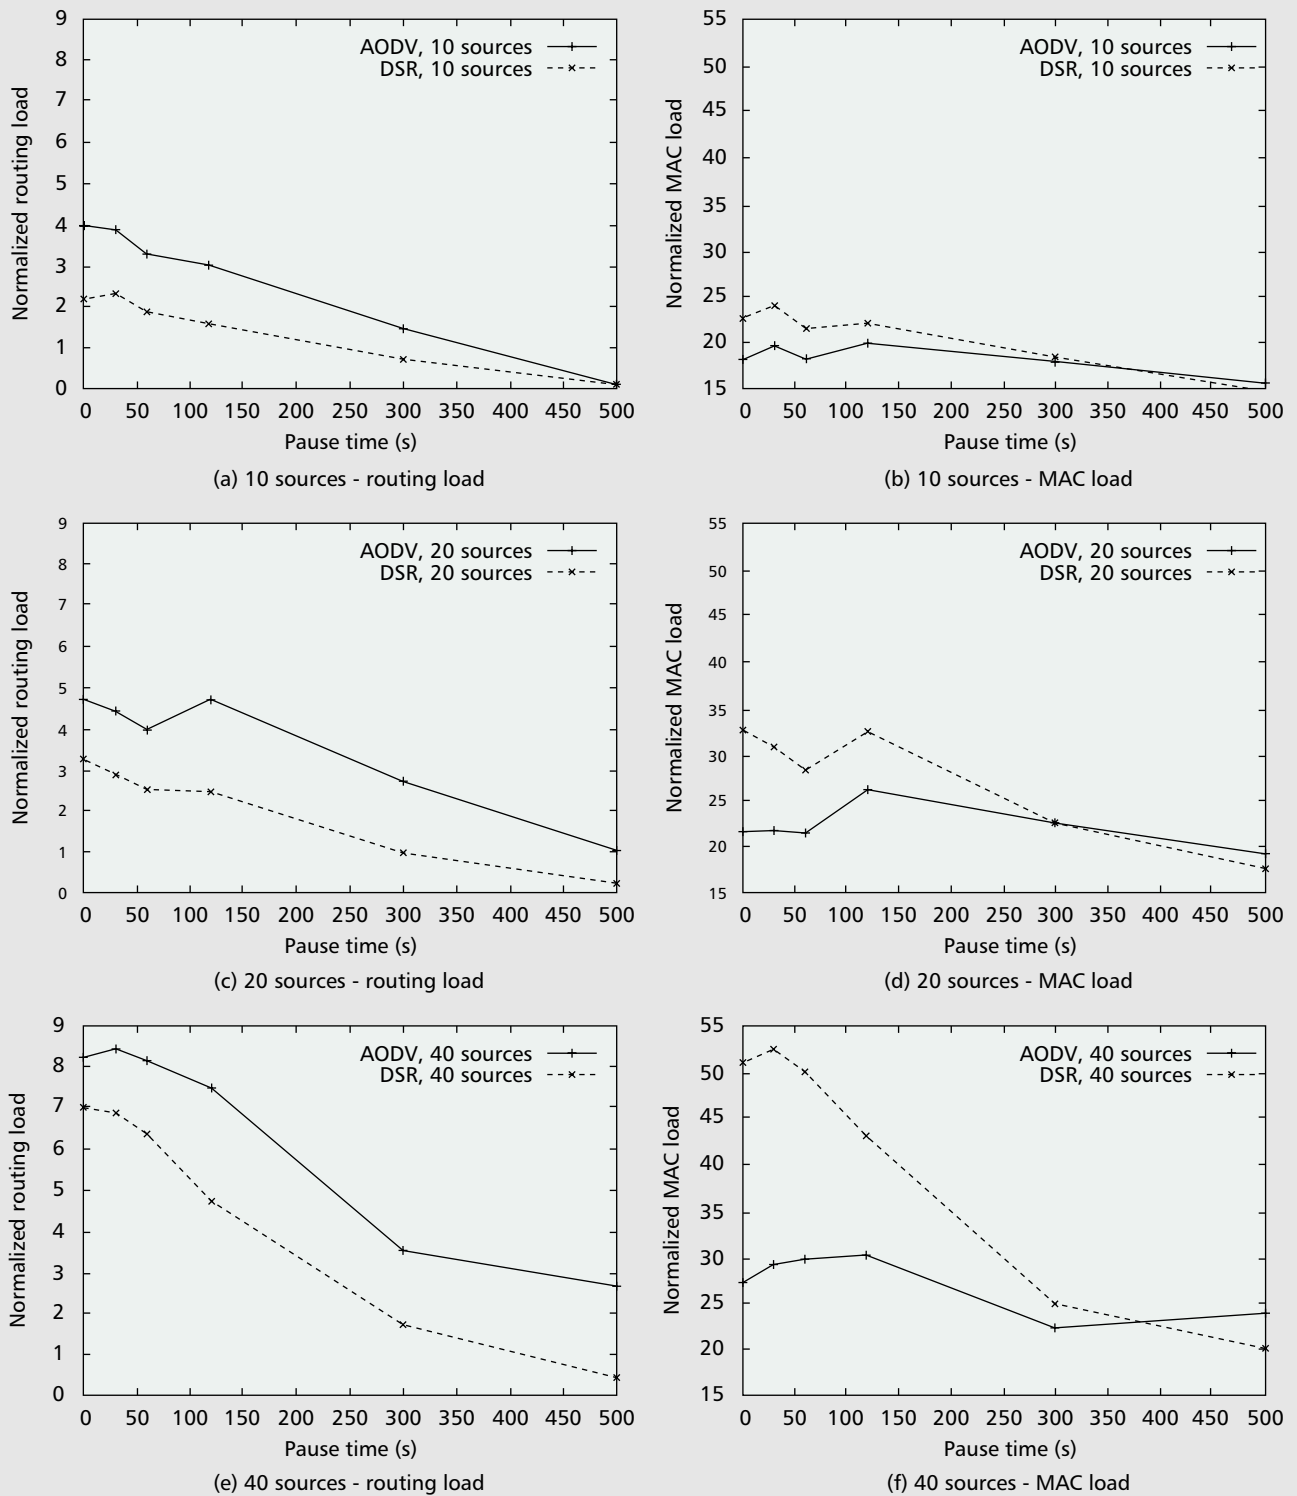 9
8
7
6
5
4
3
2
1
0
Normalized routing load
AODV, 10 sources
DSR, 10 sources
0 50 100 150 200 250 300 350 400 450 500
Pause time (s)
(a) 10 sources - routing load
55
50
45
40
35
30
25
20
15
Normalized MAC load
AODV, 10 sources
DSR, 10 sources
0 50 100 150 200 250 300 350 400 450 500
Pause time (s)
(b) 10 sources - MAC load
9
8
7
6
5
4
3
2
1
0
Normalized routing load
AODV, 20 sources
DSR, 20 sources
0 50 100 150 200 250 300 350 400 450 500
Pause time (s)
(c) 20 sources - routing load
55
50
45
40
35
30
25
20
15
Normalized MAC load
AODV, 20 sources
DSR, 20 sources
0 50 100 150 200 250 300 350 400 450 500
Pause time (s)
(d) 20 sources - MAC load
9
8
7
6
5
4
3
2
1
0
Normalized routing load
AODV, 40 sources
DSR, 40 sources
0 50 100 150 200 250 300 350 400 450 500
Pause time (s)
(e) 40 sources - routing load
55
50
45
40
35
30
25
20
15
Normalized MAC load
AODV, 40 sources
DSR, 40 sources
0 50 100 150 200 250 300 350 400 450 500
Pause time (s)
(f) 40 sources - MAC load